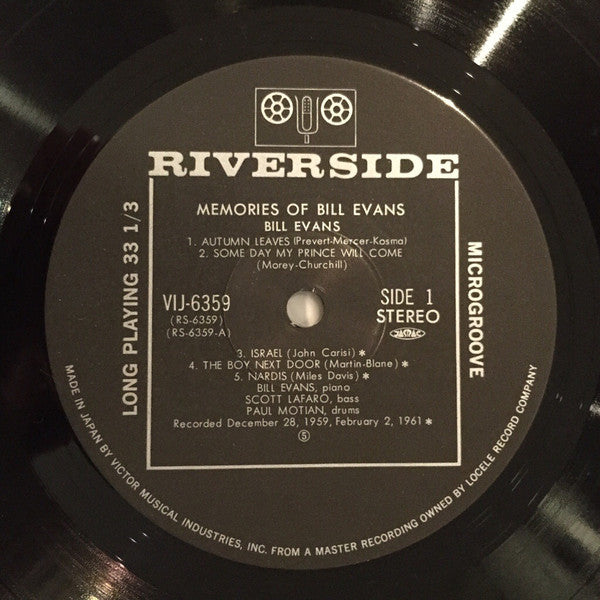 RIVERSIDE
MEMORIES OF BILL EVANS
BILL EVANS
1. AUTUMN LEAVES (Prevert-Mercer-Kosma)
2. SOME DAY MY PRINCE WILL COME
(Morey-Churchill)
VIJ-6359
(RS-6359)
(RS-6359-A)
SIDE 1
STEREO
JASRAC
3. ISRAEL (John Carisi)*
4. THE BOY NEXT DOOR (Martin-Blane)*
5. NARDIS (Miles Davis)*
BILL EVANS, piano
SCOTT LAFARO, bass
PAUL MOTIAN, drums
Recorded December 28, 1959, February 2, 1961*
⑤
LONG PLAYING 33 1/3
MICROGROOVE
MADE IN JAPAN BY VICTOR MUSICAL INDUSTRIES, INC. FROM A MASTER RECORDING OWNED BY LOCELE RECORD COMPANY